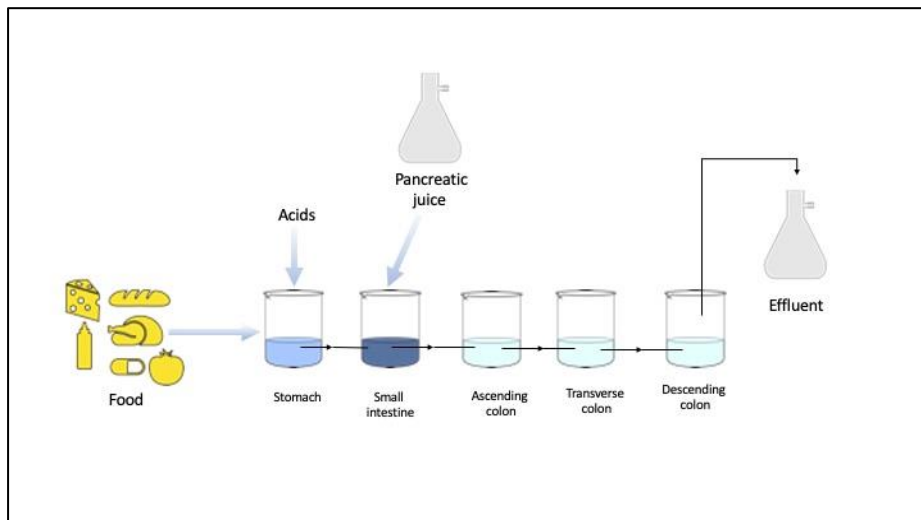 Pancreatic
juice
Acids
Effluent
Food
Stomach
Small
intestine
Ascending
colon
Transverse
colon
Descending
colon